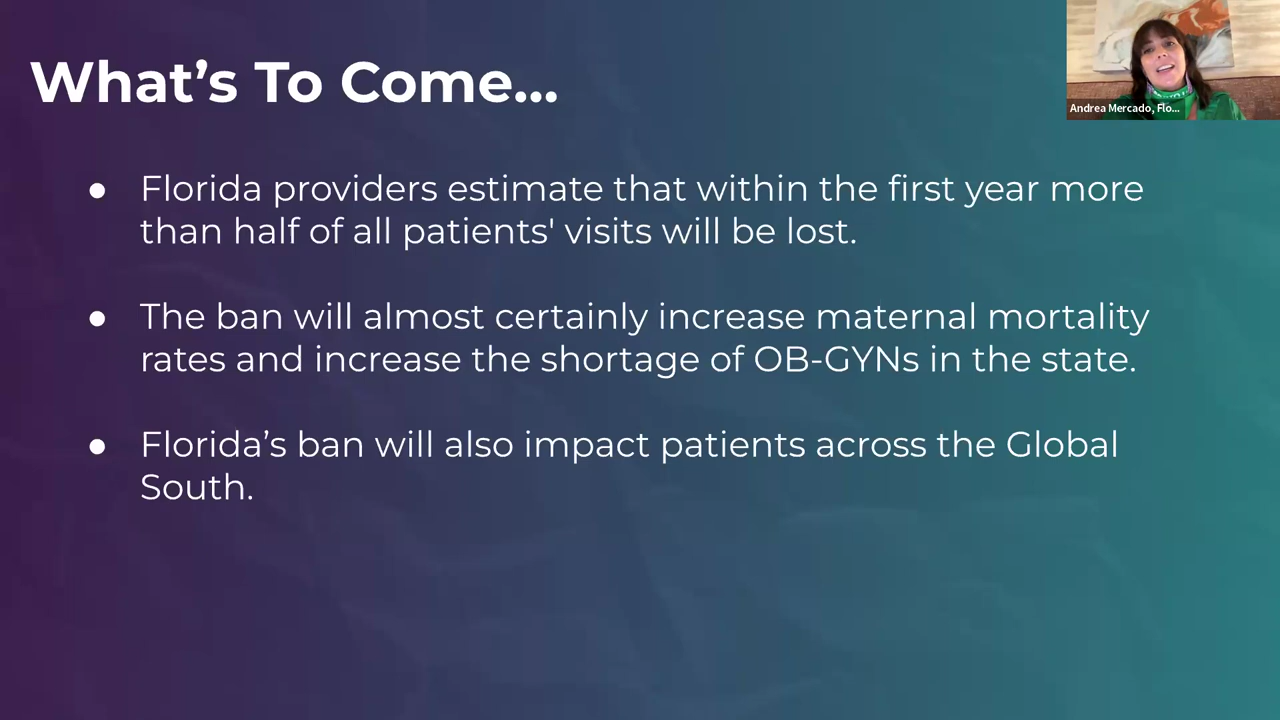 What’s To Come...
Andrea Mercado, Flo...
● Florida providers estimate that within the first year more
than half of all patients' visits will be lost.
● The ban will almost certainly increase maternal mortality
rates and increase the shortage of OB-GYNs in the state.
● Florida’s ban will also impact patients across the Global
South.